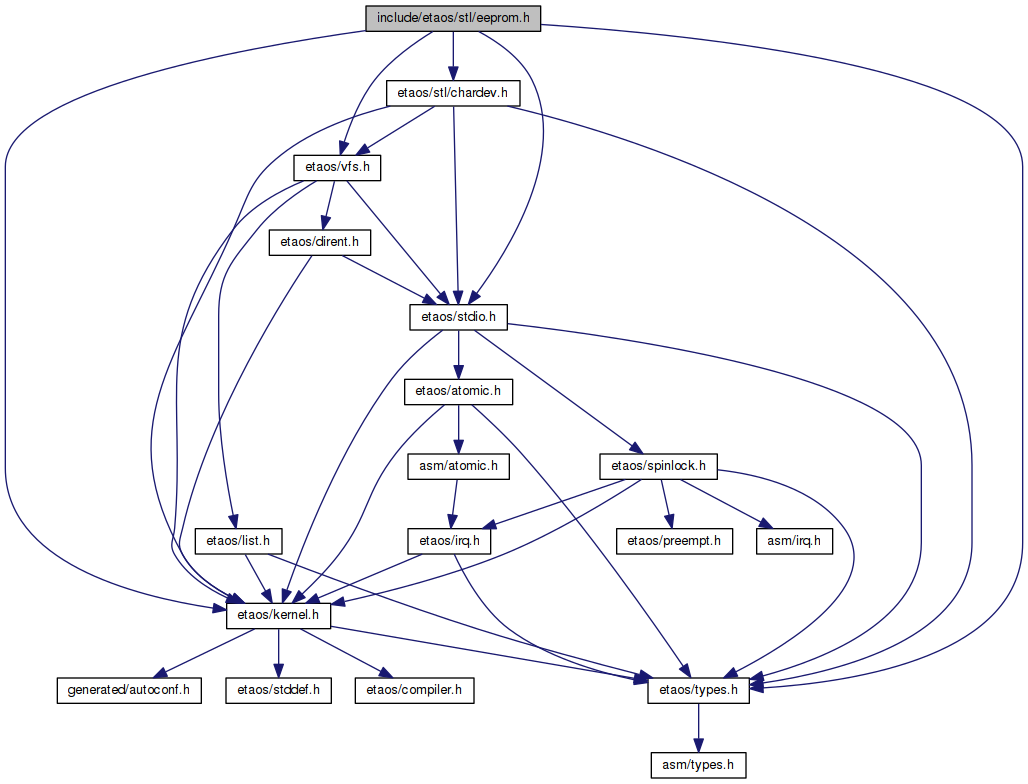 include/etaos/stl/eeprom.h
etaos/stl/chardev.h
etaos/vfs.h
etaos/dirent.h
etaos/stdio.h
etaos/atomic.h
asm/atomic.h
etaos/spinlock.h
etaos/list.h
etaos/irq.h
etaos/preempt.h
asm/irq.h
etaos/kernel.h
generated/autoconf.h
etaos/stddef.h
etaos/compiler.h
etaos/types.h
asm/types.h